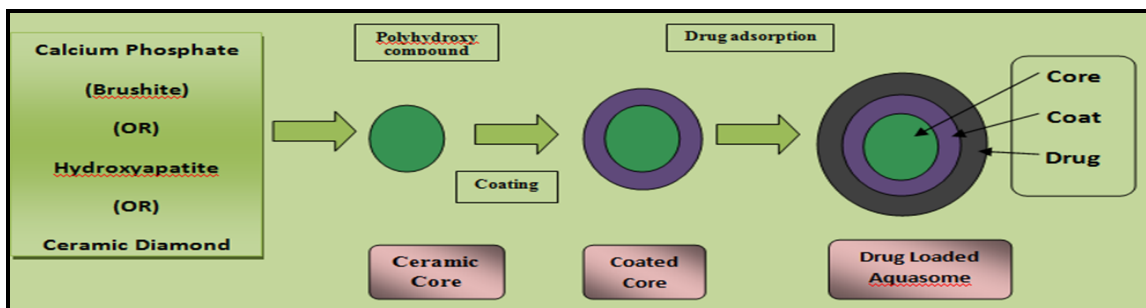 Calcium Phosphate
(Brushite)
(OR)
Hydroxyapatite
(OR)
Ceramic Diamond
Polyhydroxy
compound
Coating
Drug adsorption
Core
Coat
Drug
Ceramic
Core
Coated
Core
Drug Loaded
Aquasome